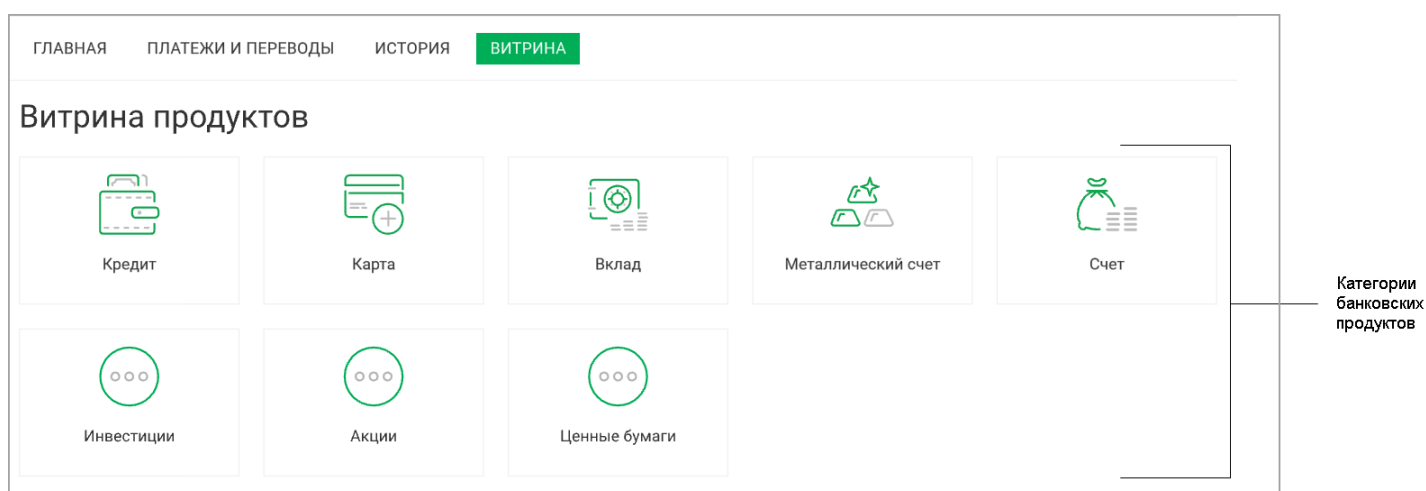 ГЛАВНАЯ ПЛАТЕЖИ И ПЕРЕВОДЫ ИСТОРИЯ ВИТРИНА
Витрина продуктов
Кредит Карта Вклад Металлический счет Счет
Категории
банковских
продуктов
Инвестиции Акции Ценные бумаги